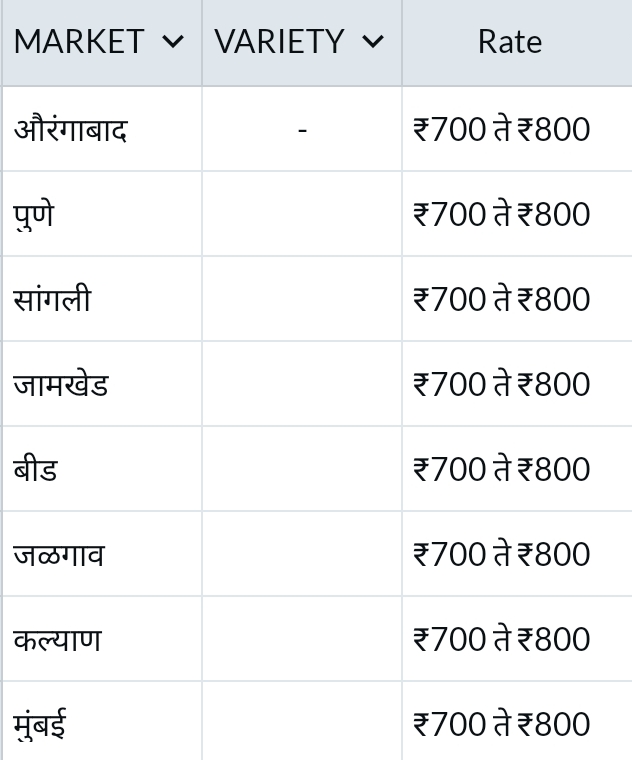 MARKET VARIETY Rate
औरंगाबाद - ₹700 ते ₹800
पुणे ₹700 ते ₹800
सांगली ₹700 ते ₹800
जामखेड ₹700 ते ₹800
बीड ₹700 ते ₹800
जळगाव ₹700 ते ₹800
कल्याण ₹700 ते ₹800
मुंबई ₹700 ते ₹800